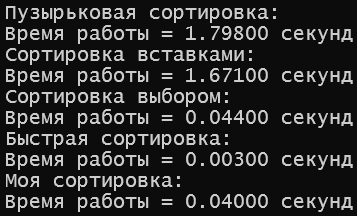 Пузырьковая сортировка:
Время работы = 1.79800 секунд
Сортировка вставками:
Время работы = 1.67100 секунд
Сортировка выбором:
Время работы = 0.04400 секунд
Быстрая сортировка:
Время работы = 0.00300 секунд
Моя сортировка:
Время работы = 0.04000 секунд